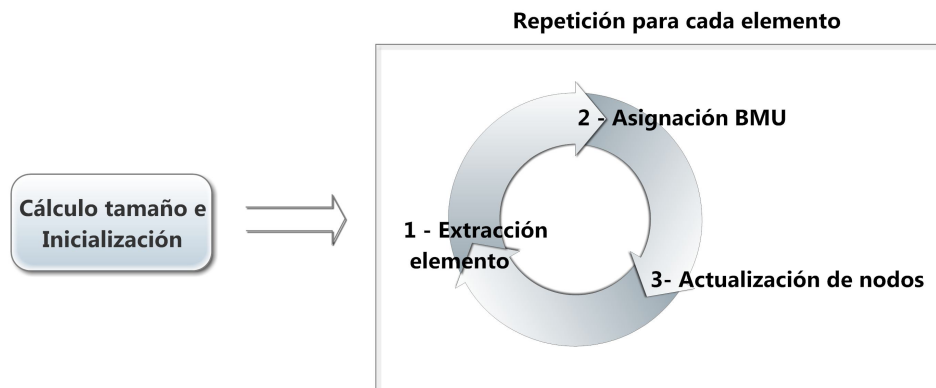 Repetición para cada elemento
2 - Asignación BMU
Cálculo tamaño e
Inicialización
1 - Extracción
elemento
3- Actualización de nodos